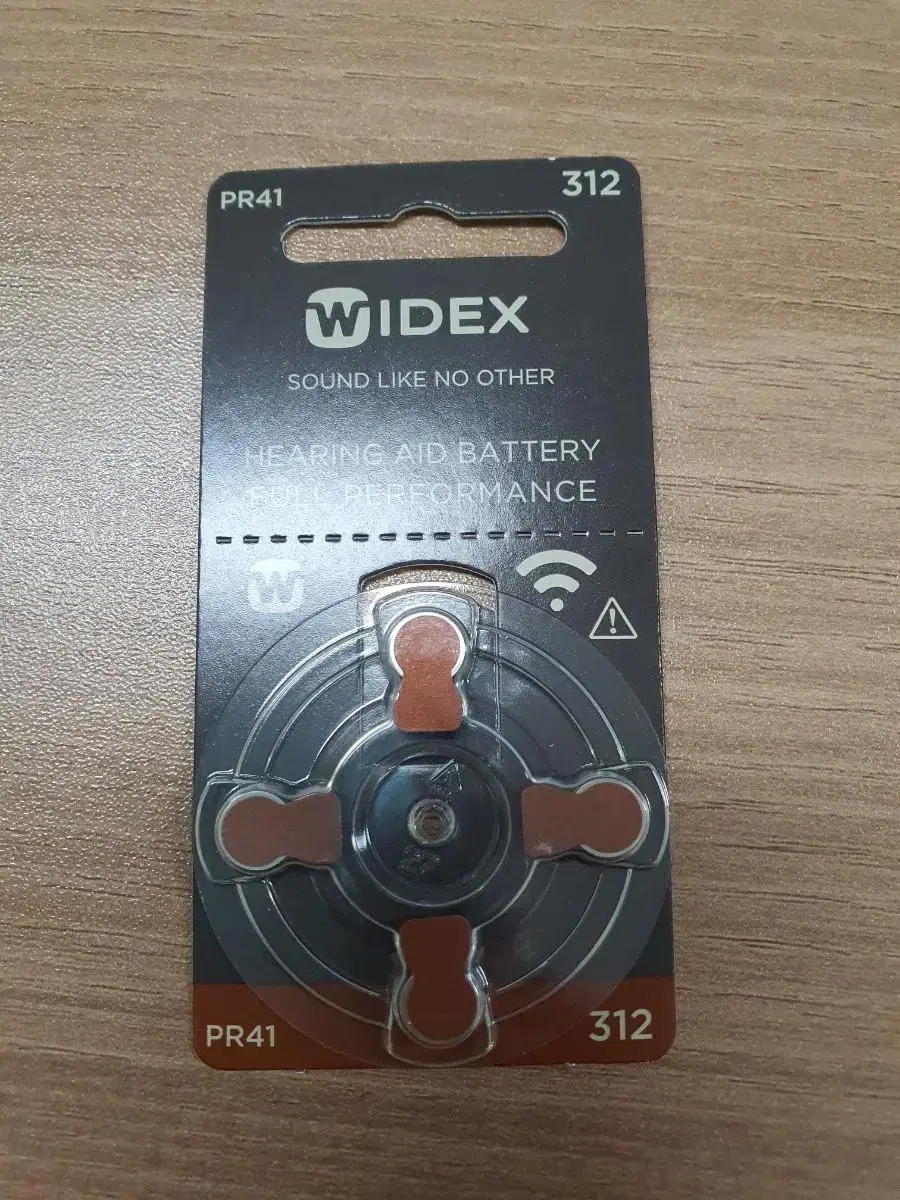 PR41 312
WIDEX
SOUND LIKE NO OTHER
HEARING AID BATTERY
FULL PERFORMANCE
W
PR41 312